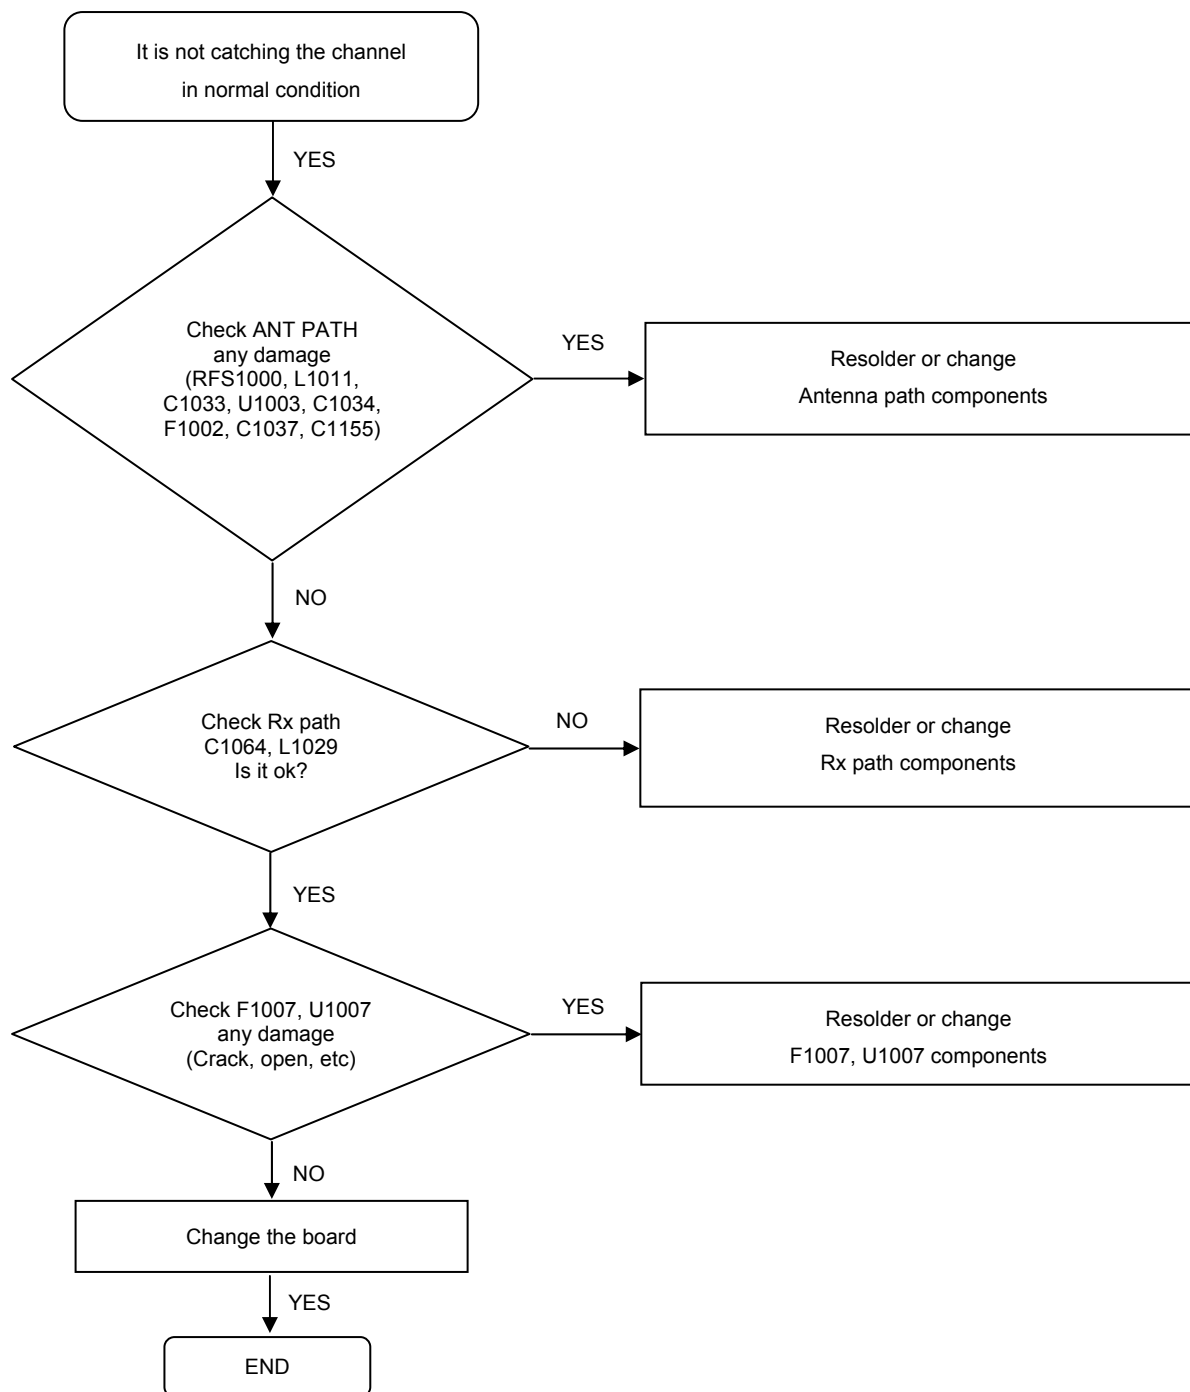 It is not catching the channel
in normal condition
YES
Check ANT PATH
any damage
(RFS1000, L1011,
C1033, U1003, C1034,
F1002, C1037, C1155)
YES
Resolder or change
Antenna path components
NO
Check Rx path
C1064, L1029
Is it ok?
NO
Resolder or change
Rx path components
YES
Check F1007, U1007
any damage
(Crack, open, etc)
YES
Resolder or change
F1007, U1007 components
NO
Change the board
YES
END